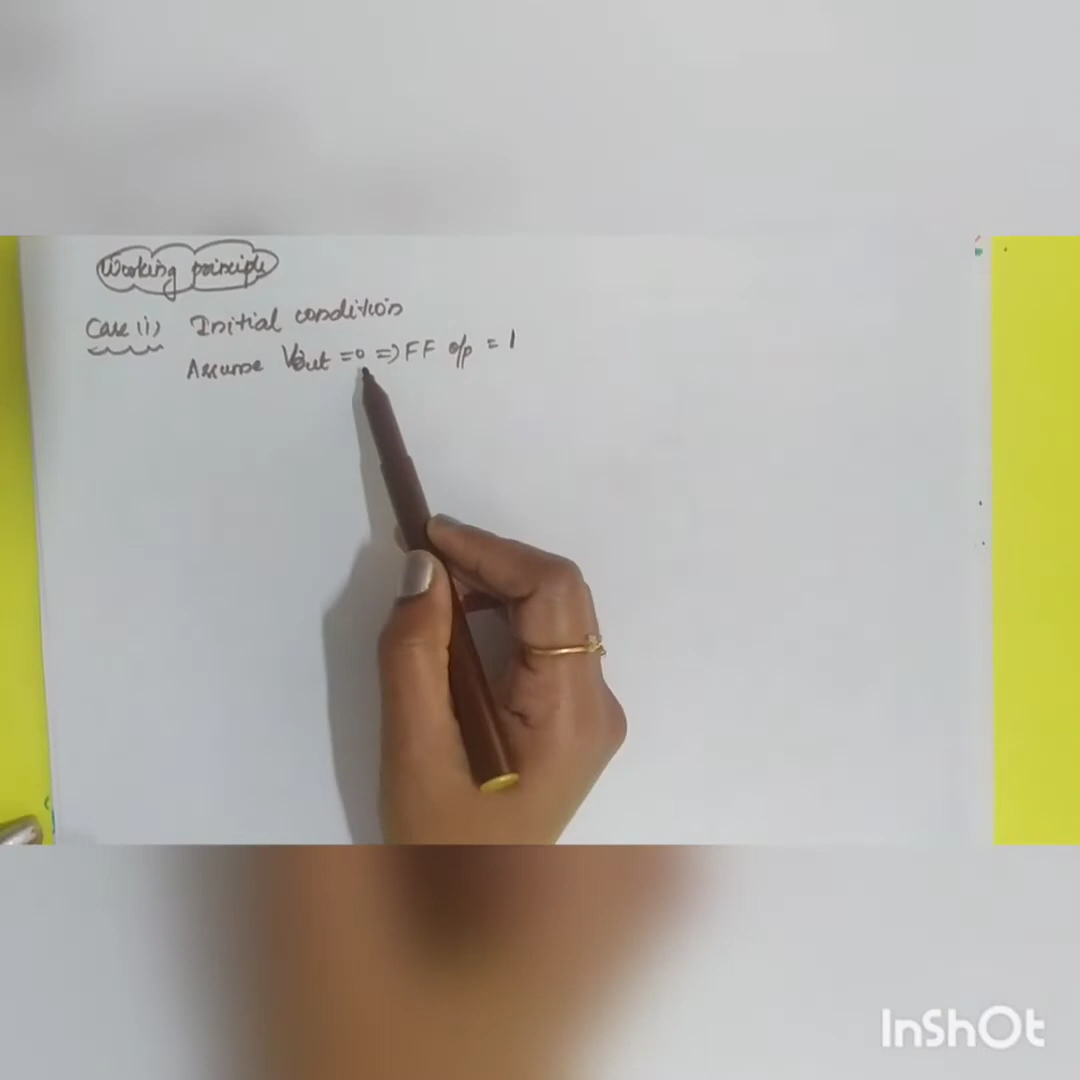 Working principle
Case (i) Initial condition
Assume Vout = 0 => FF o/p = 1
InShOt